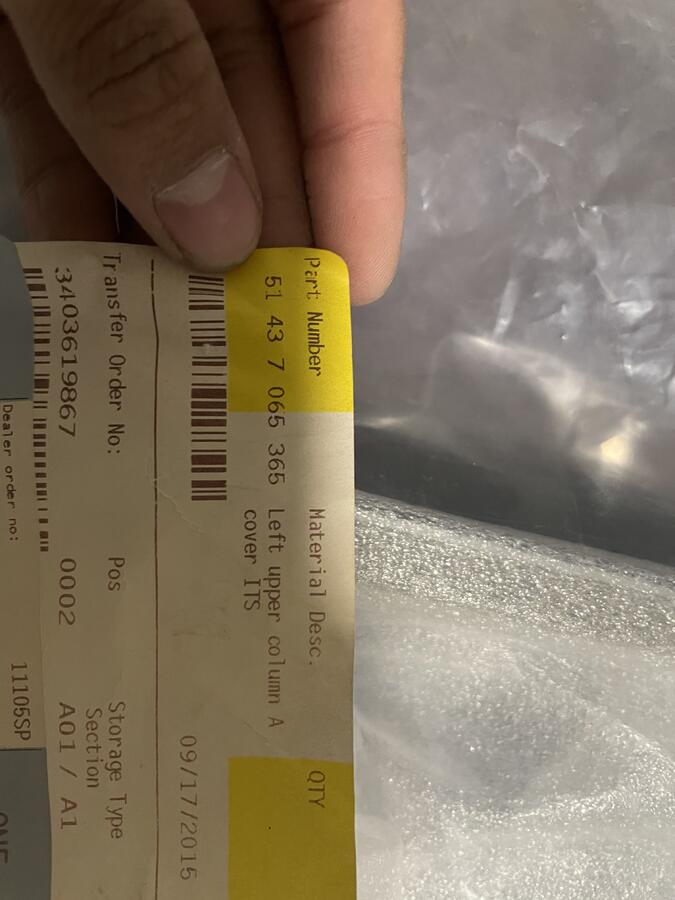 Part Number Material Desc. QTY
51 43 7 065 365 Left upper column A
cover ITS
09/17/2015
Transfer Order No: Pos Storage Type
Section
3403619867 0002 A01 / A1
Dealer order no:
11105SP